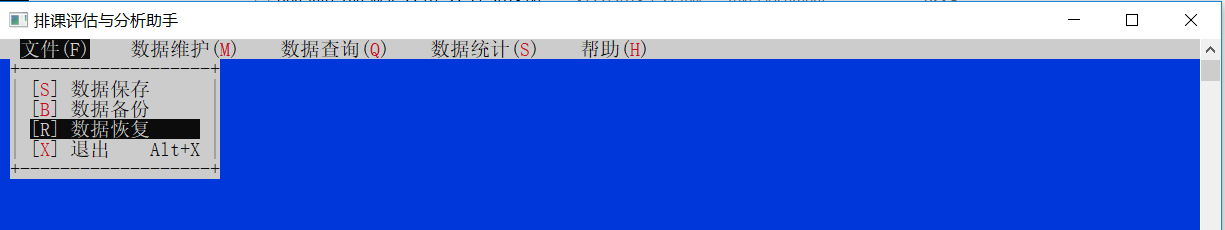 排课评估与分析助手
文件(F) 数据维护(M) 数据查询(Q) 数据统计(S) 帮助(H)
[S] 数据保存
[B] 数据备份
[R] 数据恢复
[X] 退出 Alt+X